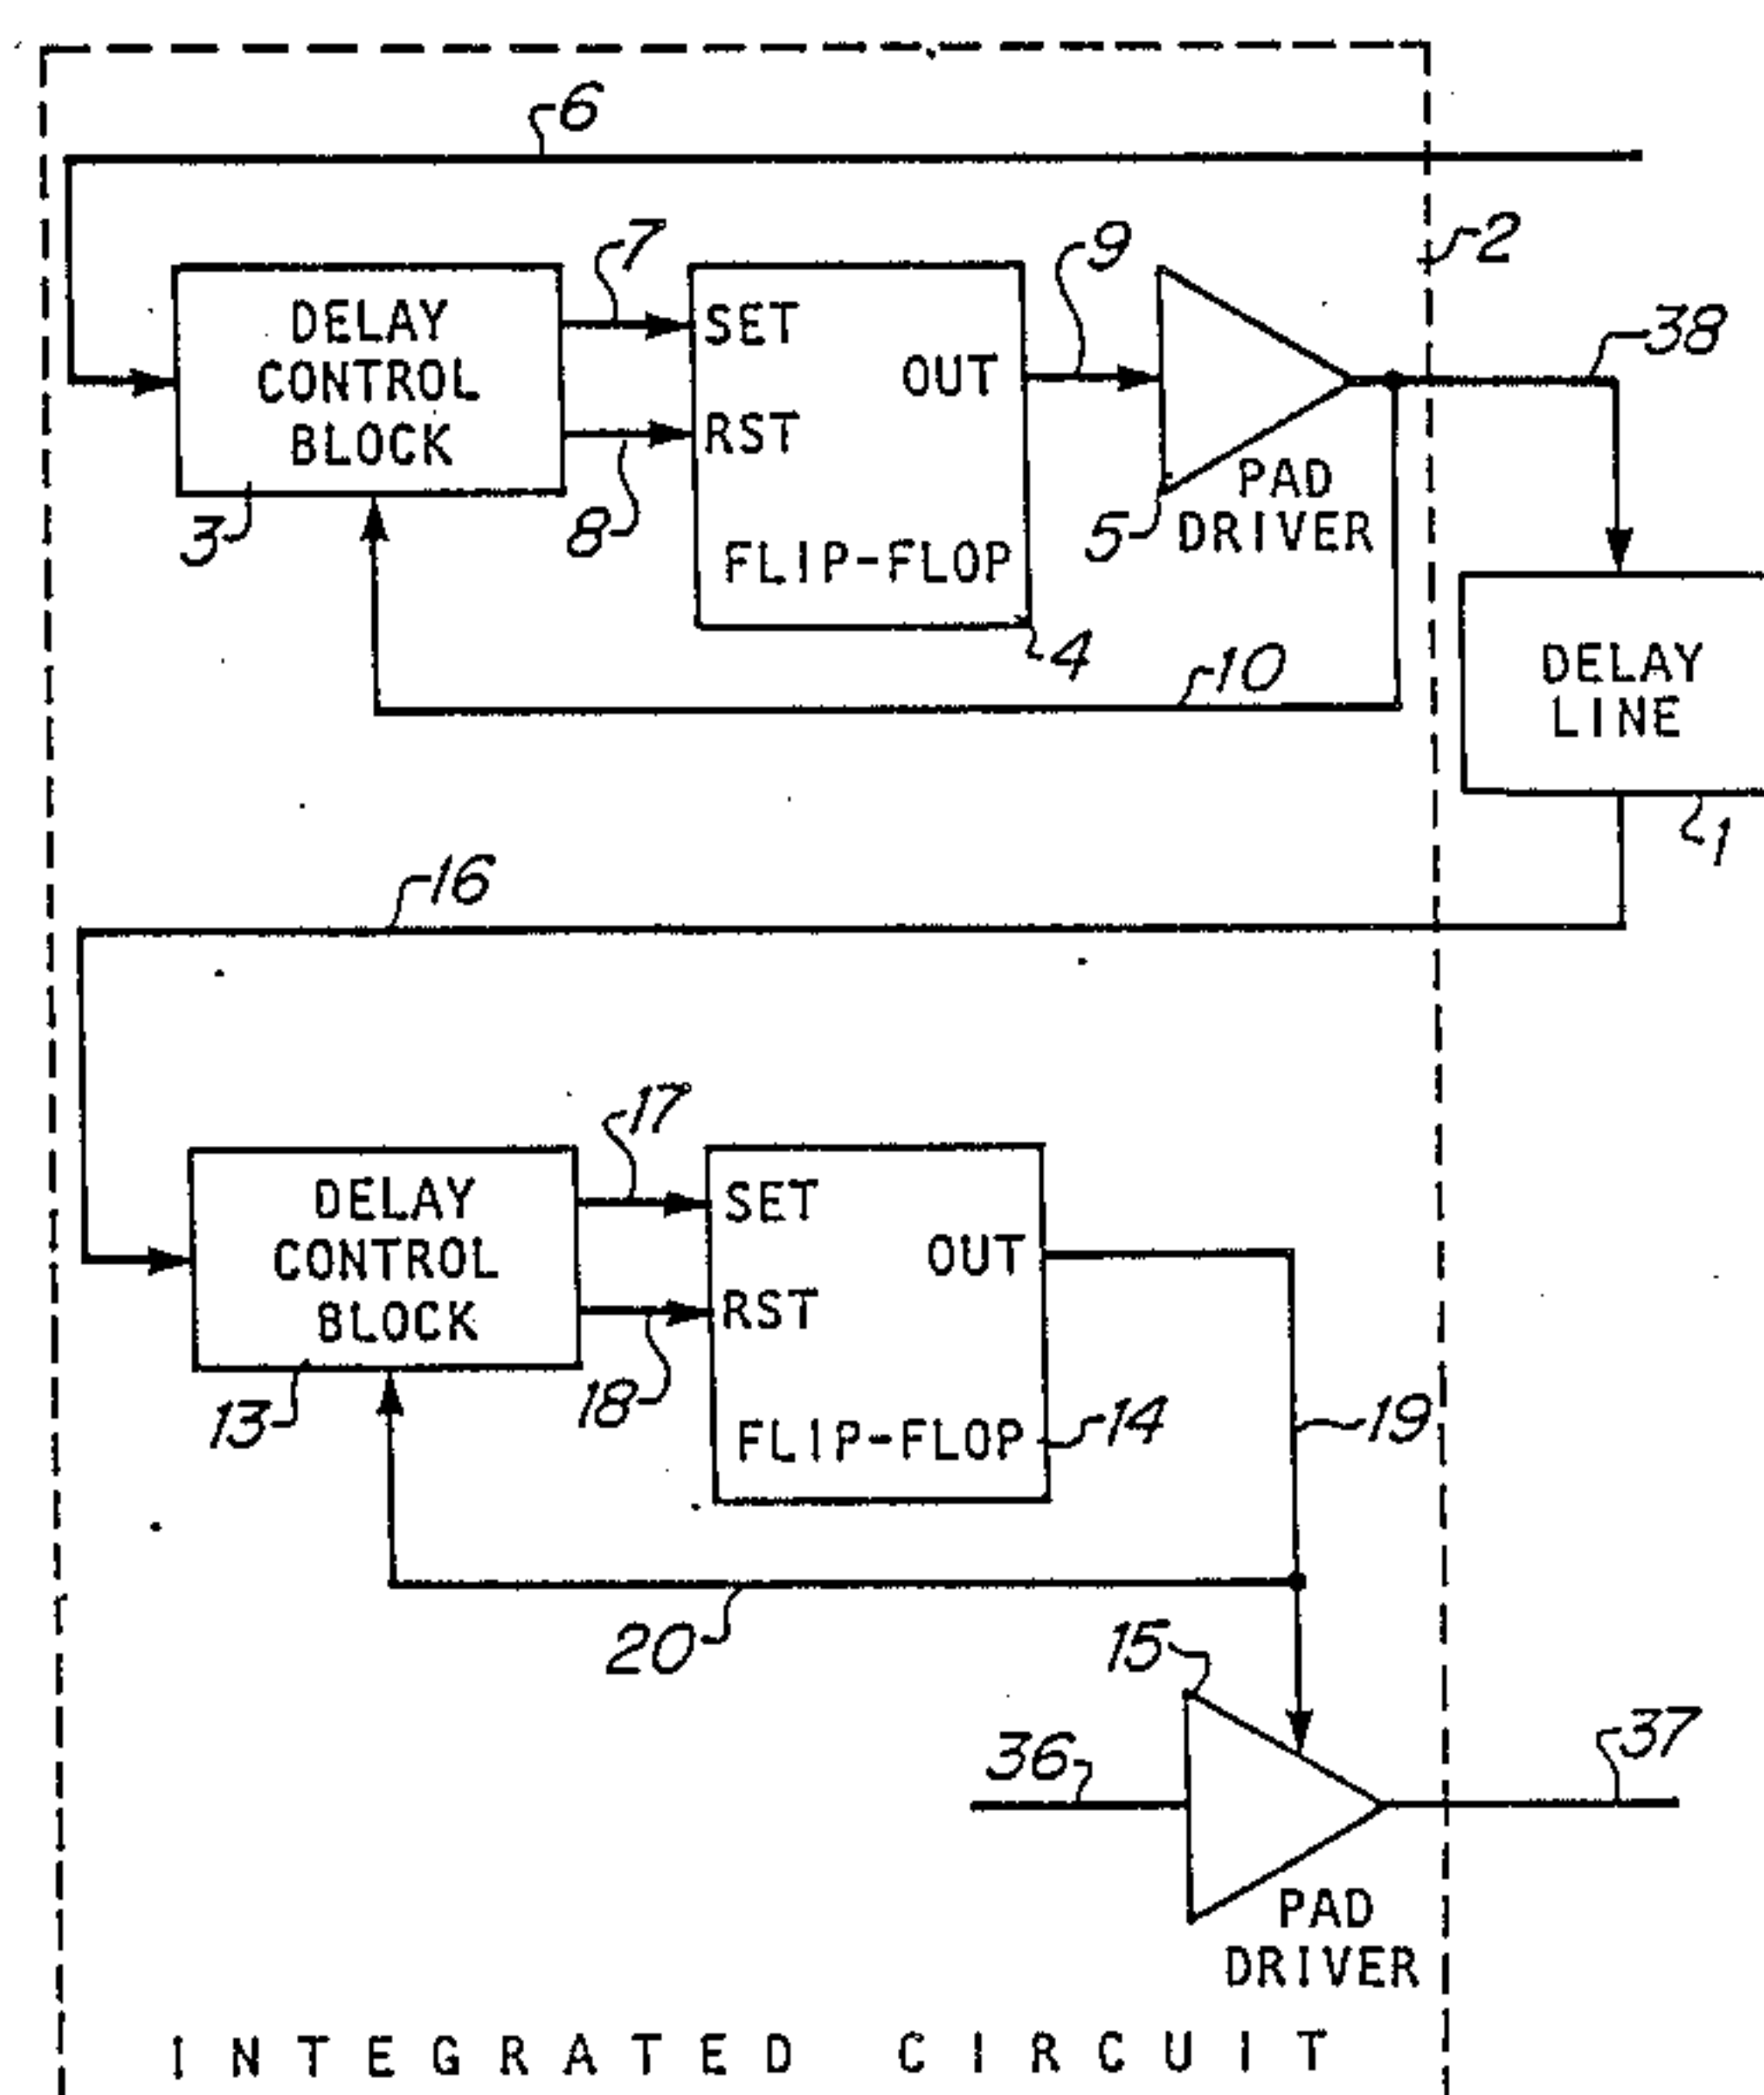 6
7
9
2
38
DELAY
CONTROL
BLOCK
SET
OUT
RST
FLIP-FLOP
3
8
5
PAD
DRIVER
4
10
DELAY
LINE
1
16
17
DELAY
CONTROL
BLOCK
SET
OUT
RST
FLIP-FLOP
13
18
14
19
20
15
36
37
PAD
DRIVER
INTEGRATED CIRCUIT